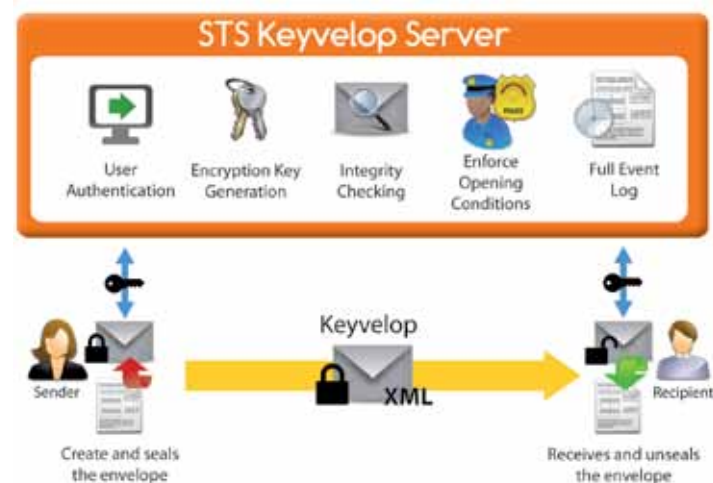 STS Keyvelop Server
User
Authentication
Encryption Key
Generation
Integrity
Checking
Enforce
Opening
Conditions
Full Event
Log
Keyvelop
XML
Sender
Create and seals
the envelope
Recipient
Receives and unseals
the envelope